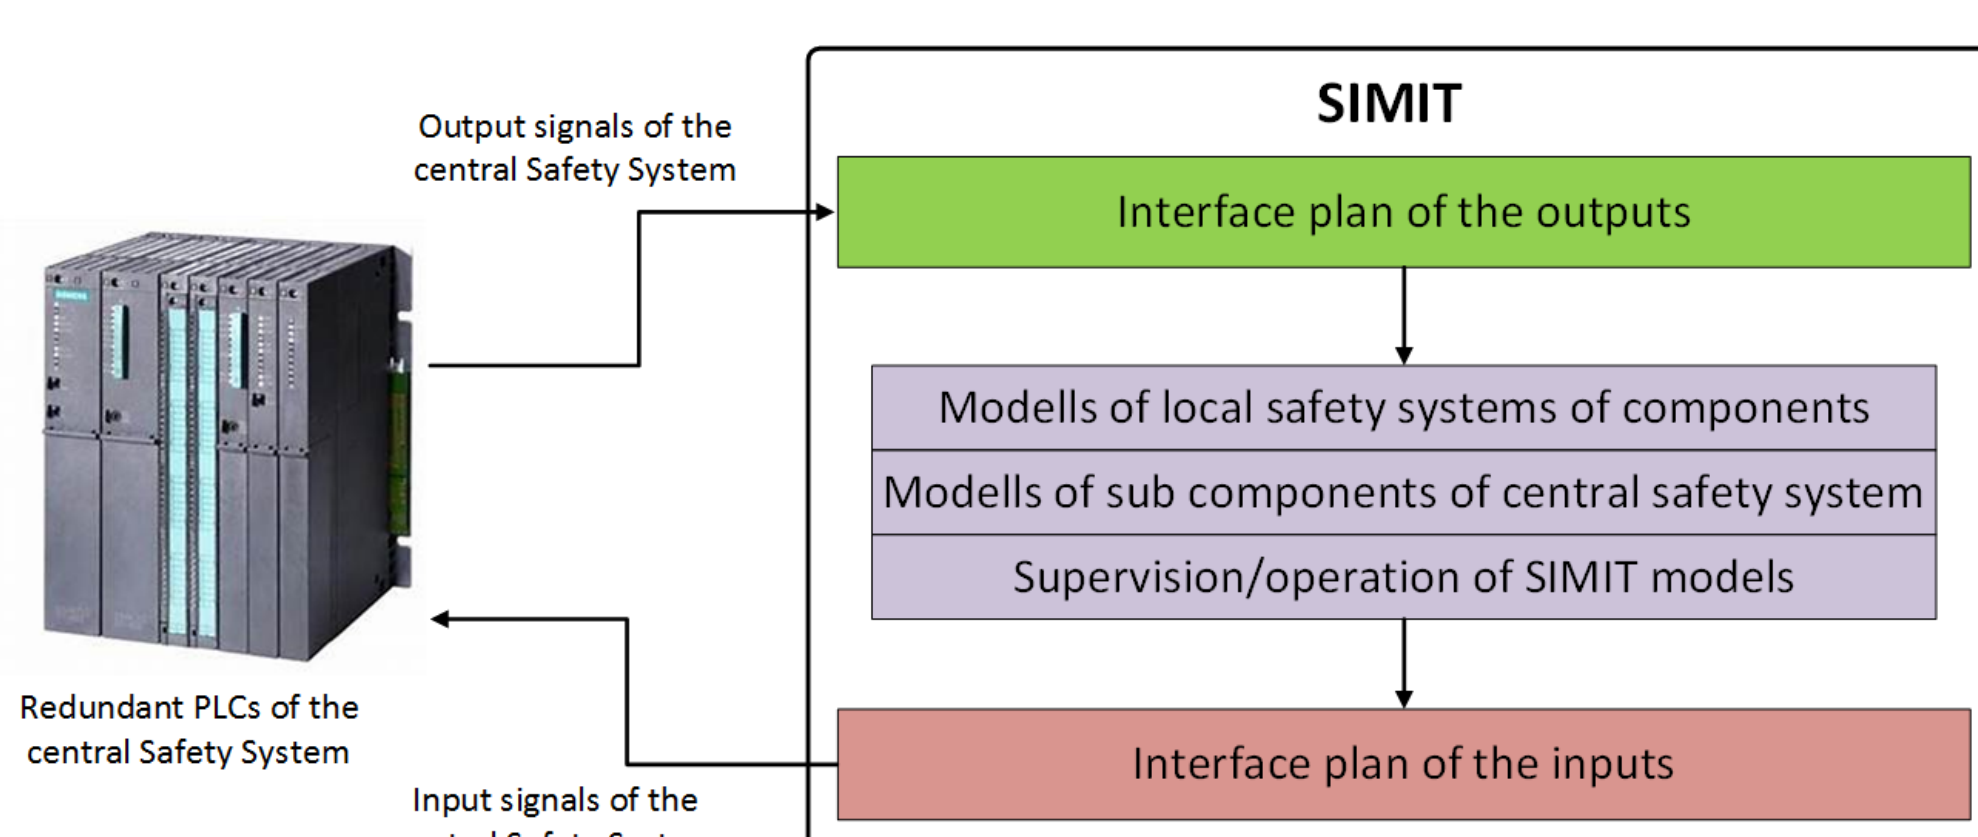 SIMIT
Output signals of the
central Safety System
Interface plan of the outputs
SIEMENS
Modells of local safety systems of components
Modells of sub components of central safety system
Supervision/operation of SIMIT models
Redundant PLCs of the
central Safety System
Interface plan of the inputs
Input signals of the